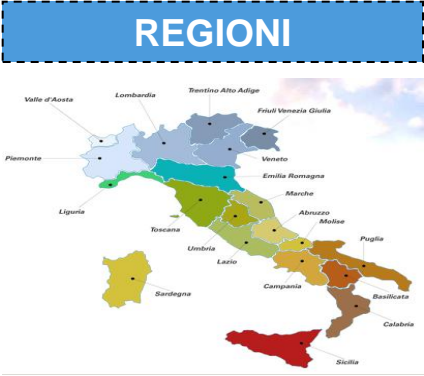 REGIONI
Trentino Alto Adige
Lombardia
Valle d'Aosta
Friuli Venezia Giulia
Piemonte
Veneto
Emilia Romagna
Marche
Liguria
Abruzzo
Molise
Toscana
Puglia
Umbria
Lazio
Campania
Sardegna
Basilicata
Calabria
Sicilia